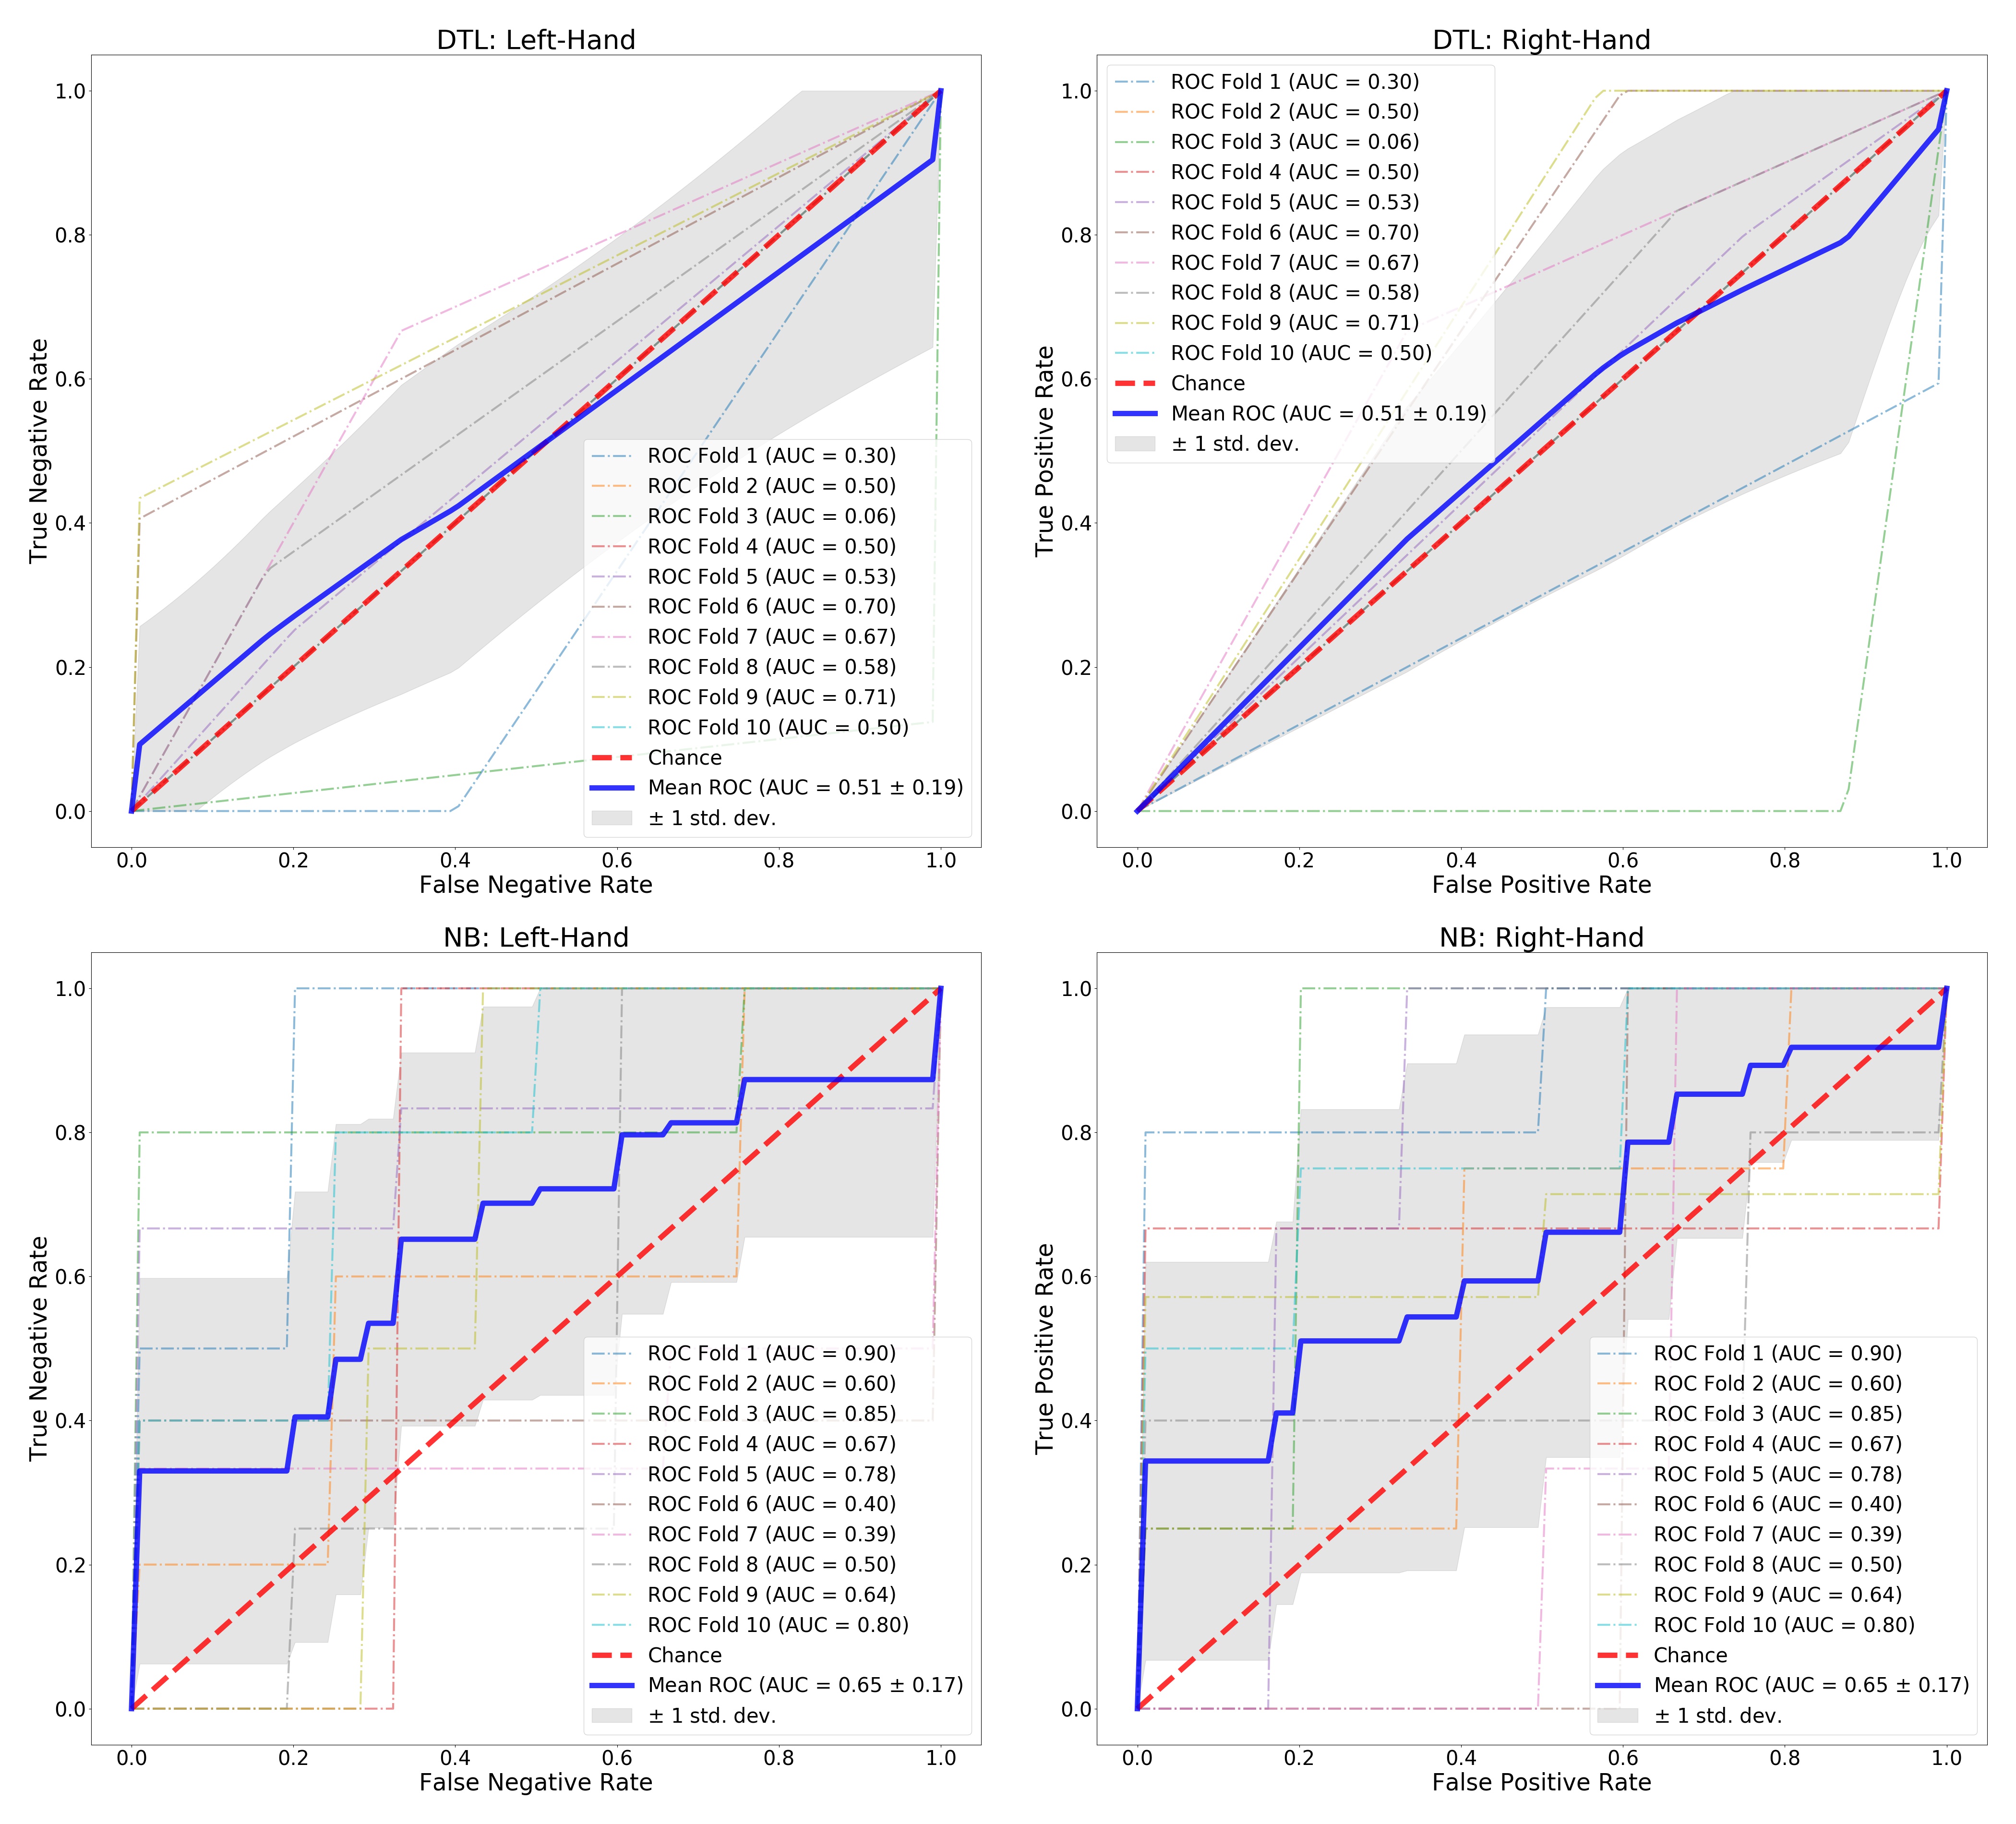 DTL: Left-Hand
True Negative Rate
1.0
0.8
0.6
0.4
0.2
0.0
ROC Fold 1 (AUC = 0.30)
ROC Fold 2 (AUC = 0.50)
ROC Fold 3 (AUC = 0.06)
ROC Fold 4 (AUC = 0.50)
ROC Fold 5 (AUC = 0.53)
ROC Fold 6 (AUC = 0.70)
ROC Fold 7 (AUC = 0.67)
ROC Fold 8 (AUC = 0.58)
ROC Fold 9 (AUC = 0.71)
ROC Fold 10 (AUC = 0.50)
Chance
Mean ROC (AUC = 0.51 ± 0.19)
± 1 std. dev.
0.0 0.2 0.4 0.6 0.8 1.0
False Negative Rate
DTL: Right-Hand
True Positive Rate
1.0
0.8
0.6
0.4
0.2
0.0
ROC Fold 1 (AUC = 0.30)
ROC Fold 2 (AUC = 0.50)
ROC Fold 3 (AUC = 0.06)
ROC Fold 4 (AUC = 0.50)
ROC Fold 5 (AUC = 0.53)
ROC Fold 6 (AUC = 0.70)
ROC Fold 7 (AUC = 0.67)
ROC Fold 8 (AUC = 0.58)
ROC Fold 9 (AUC = 0.71)
ROC Fold 10 (AUC = 0.50)
Chance
Mean ROC (AUC = 0.51 ± 0.19)
± 1 std. dev.
0.0 0.2 0.4 0.6 0.8 1.0
False Positive Rate
NB: Left-Hand
True Negative Rate
1.0
0.8
0.6
0.4
0.2
0.0
ROC Fold 1 (AUC = 0.90)
ROC Fold 2 (AUC = 0.60)
ROC Fold 3 (AUC = 0.85)
ROC Fold 4 (AUC = 0.67)
ROC Fold 5 (AUC = 0.78)
ROC Fold 6 (AUC = 0.40)
ROC Fold 7 (AUC = 0.39)
ROC Fold 8 (AUC = 0.50)
ROC Fold 9 (AUC = 0.64)
ROC Fold 10 (AUC = 0.80)
Chance
Mean ROC (AUC = 0.65 ± 0.17)
± 1 std. dev.
0.0 0.2 0.4 0.6 0.8 1.0
False Negative Rate
NB: Right-Hand
True Positive Rate
1.0
0.8
0.6
0.4
0.2
0.0
ROC Fold 1 (AUC = 0.90)
ROC Fold 2 (AUC = 0.60)
ROC Fold 3 (AUC = 0.85)
ROC Fold 4 (AUC = 0.67)
ROC Fold 5 (AUC = 0.78)
ROC Fold 6 (AUC = 0.40)
ROC Fold 7 (AUC = 0.39)
ROC Fold 8 (AUC = 0.50)
ROC Fold 9 (AUC = 0.64)
ROC Fold 10 (AUC = 0.80)
Chance
Mean ROC (AUC = 0.65 ± 0.17)
± 1 std. dev.
0.0 0.2 0.4 0.6 0.8 1.0
False Positive Rate